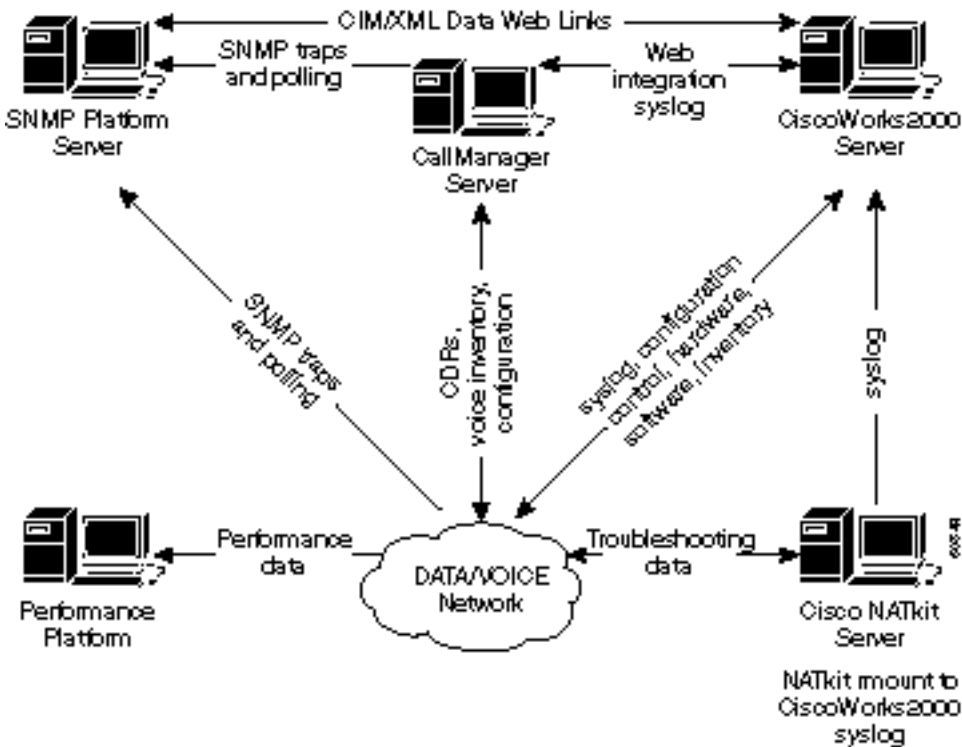 CIM/XML Data Web Links
SNMP traps
and polling
Web
integration
syslog
SNMP Platform
Server
CallManager
Server
CiscoWorks2000
Server
SNMP traps
and polling
CDRs,
voice inventory,
configuration
syslog, configuration
control, hardware,
software, inventory
syslog
Performance
data
DATA/VOICE
Network
Troubleshooting
data
Performance
Platform
Cisco NATkit
Server
NATkit mount to
CiscoWorks2000
syslog